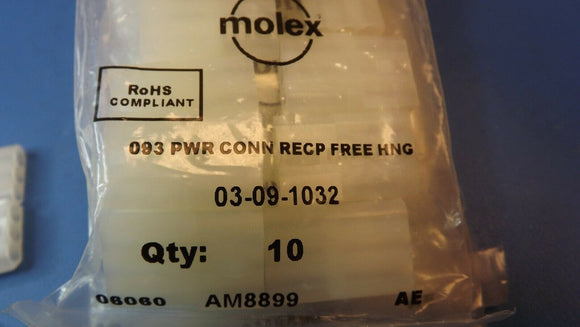 molex
RoHS
COMPLIANT
093 PWR CONN RECP FREE HNG
03-09-1032
Qty: 10
06060 AM8899 AE